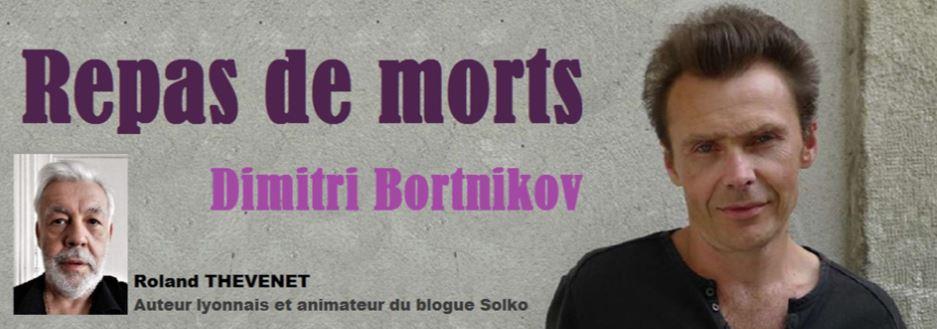 Repas de morts
Dimitri Bortnikov
Roland THEVENET
Auteur lyonnais et animateur du blogue Solko